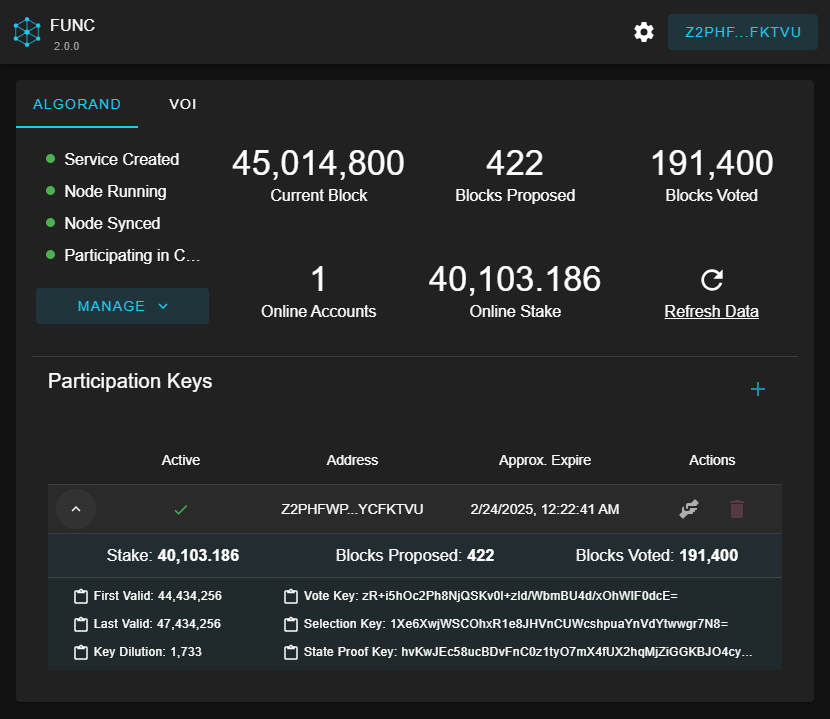 FUNC
2.0.0
Z2PHF...FKTVU
ALGORAND VOI
Service Created
Node Running
Node Synced
Participating in C…
MANAGE
45,014,800
Current Block
422
Blocks Proposed
191,400
Blocks Voted
1
Online Accounts
40,103.186
Online Stake
Refresh Data
Participation Keys
Active Address Approx. Expire Actions
Z2PHFWP...YCFKTVU 2/24/2025, 12:22:41 AM
Stake: 40,103.186 Blocks Proposed: 422 Blocks Voted: 191,400
First Valid: 44,434,256 Vote Key: zR+i5hOc2Ph8NjQSKv0l+zld/WbmBU4d/xOhWlF0dcE=
Last Valid: 47,434,256 Selection Key: 1Xe6XwjWSCOhxR1e8JHVnCUWcshpuaYnVdYtwwgr7N8=
Key Dilution: 1,733 State Proof Key: hvKwJEc58ucBDvFnC0z1tyO7mX4fUX2hqMjZiGGKBJO4cy…